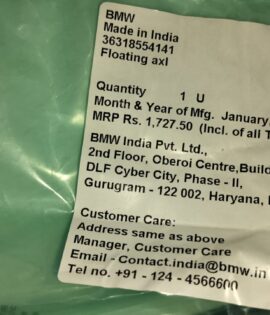 BMW
Made in India
36318554141
Floating axl
Quantity 1 U
Month & Year of Mfg. January
MRP Rs. 1,727.50 (Incl. of all T
BMW India Pvt. Ltd.,
2nd Floor, Oberoi Centre,Buildi
DLF Cyber City, Phase - II,
Gurugram - 122 002, Haryana, I
Customer Care:
Address same as above
Manager, Customer Care
Email - Contact.india@bmw.in
Tel no. +91 - 124 - 4566600